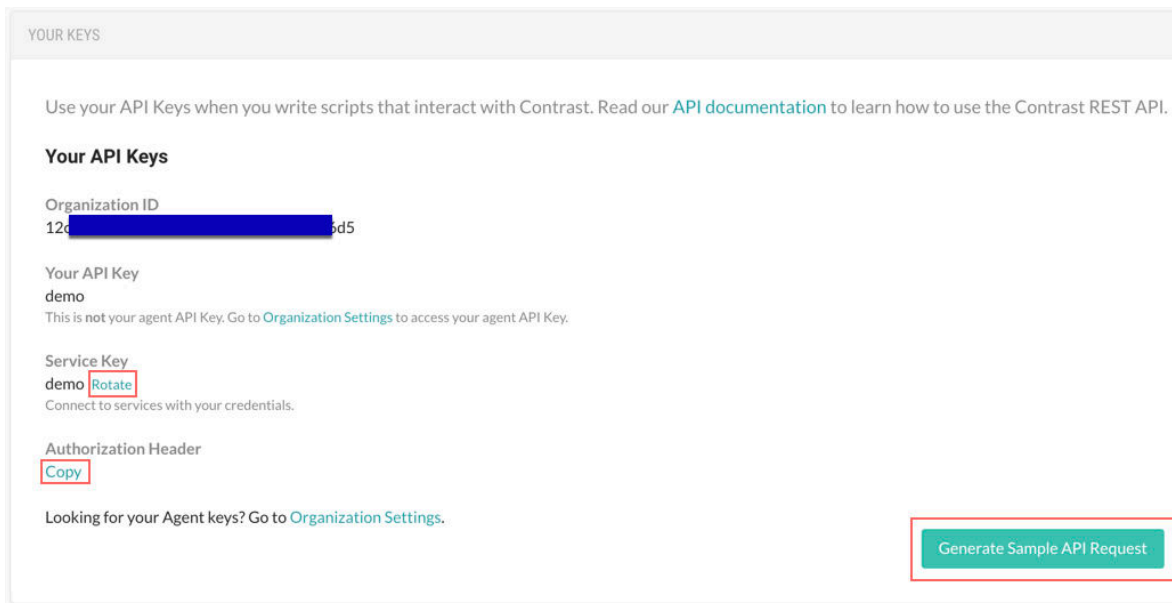 YOUR KEYS
Use your API Keys when you write scripts that interact with Contrast. Read our API documentation to learn how to use the Contrast REST API.
Your API Keys
Organization ID
12
d5
Your API Key
demo
This is not your agent API Key. Go to Organization Settings to access your agent API Key.
Service Key
demo Rotate
Connect to services with your credentials.
Authorization Header
Copy
Looking for your Agent keys? Go to Organization Settings.
Generate Sample API Request